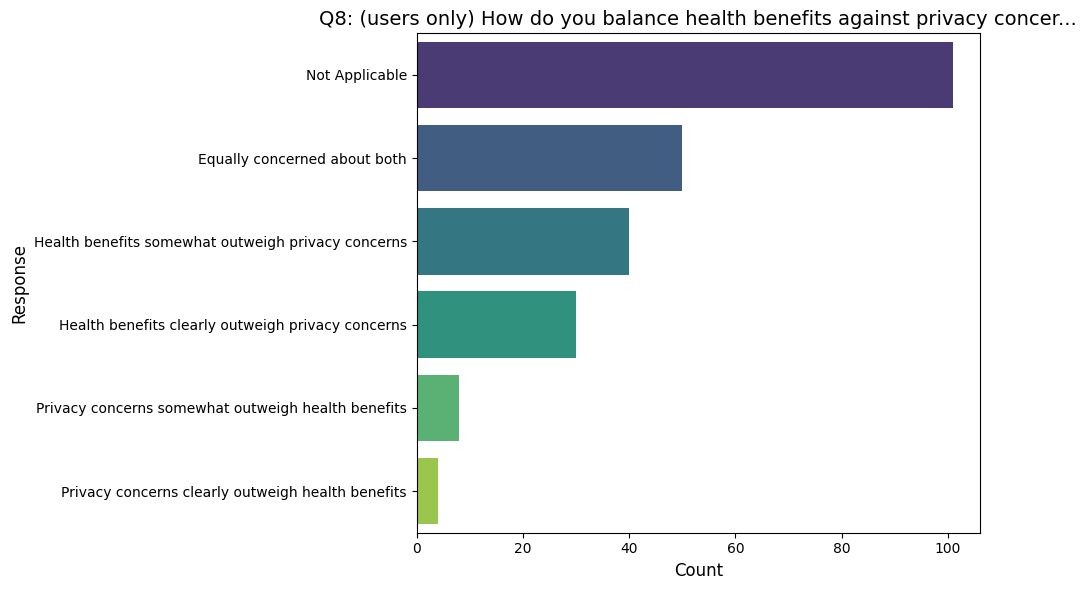 Q8: (users only) How do you balance health benefits against privacy concer...
Response
Not Applicable
Equally concerned about both
Health benefits somewhat outweigh privacy concerns
Health benefits clearly outweigh privacy concerns
Privacy concerns somewhat outweigh health benefits
Privacy concerns clearly outweigh health benefits
0 20 40 60 80 100
Count